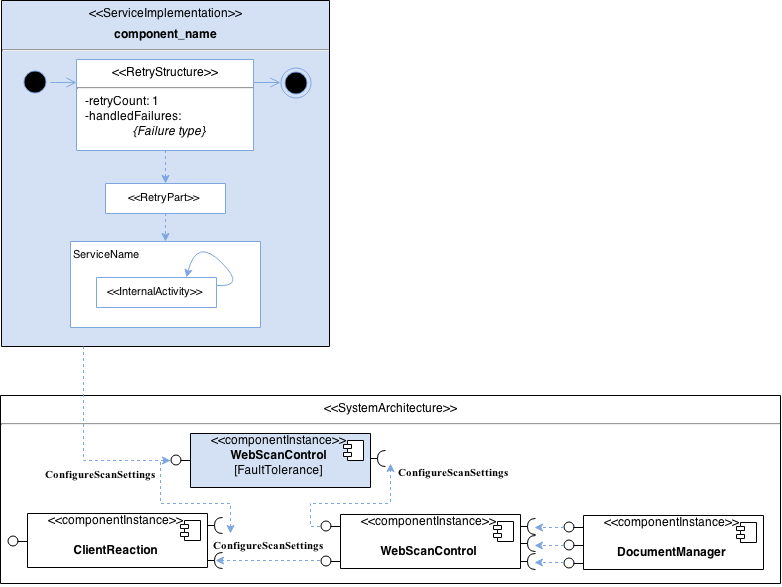 <<ServiceImplementation>>
component_name
<<RetryStructure>>
-retryCount: 1
-handledFailures:
{Failure type}
<<RetryPart>>
ServiceName
<<InternalActivity>>
<<SystemArchitecture>>
<<componentInstance>>
WebScanControl
[FaultTolerance]
ConfigureScanSettings
ConfigureScanSettings
<<componentInstance>>
ClientReaction
ConfigureScanSettings
<<componentInstance>>
WebScanControl
<<componentInstance>>
DocumentManager